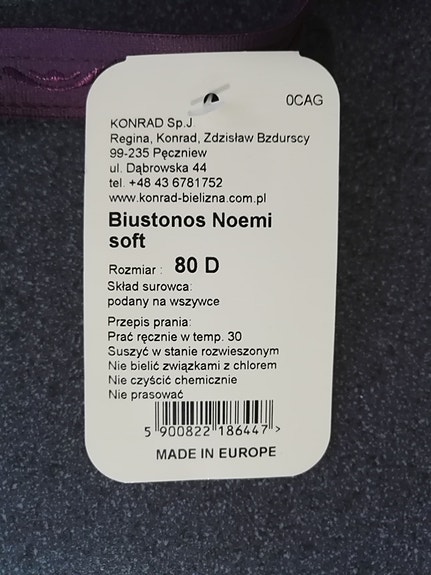 0CAG
KONRAD Sp.J
Regina, Konrad, Zdzisław Bzdurscy
99-235 Pęczniew
ul. Dąbrowska 44
tel. +48 43 6781752
www.konrad-bielizna.com.pl
Biustonos Noemi
soft
Rozmiar : 80 D
Skład surowca:
podany na wszywce
Przepis prania:
Prać ręcznie w temp. 30
Suszyć w stanie rozwieszonym
Nie bielić związkami z chlorem
Nie czyścić chemicznie
Nie prasować
5 900822 186447 >
MADE IN EUROPE